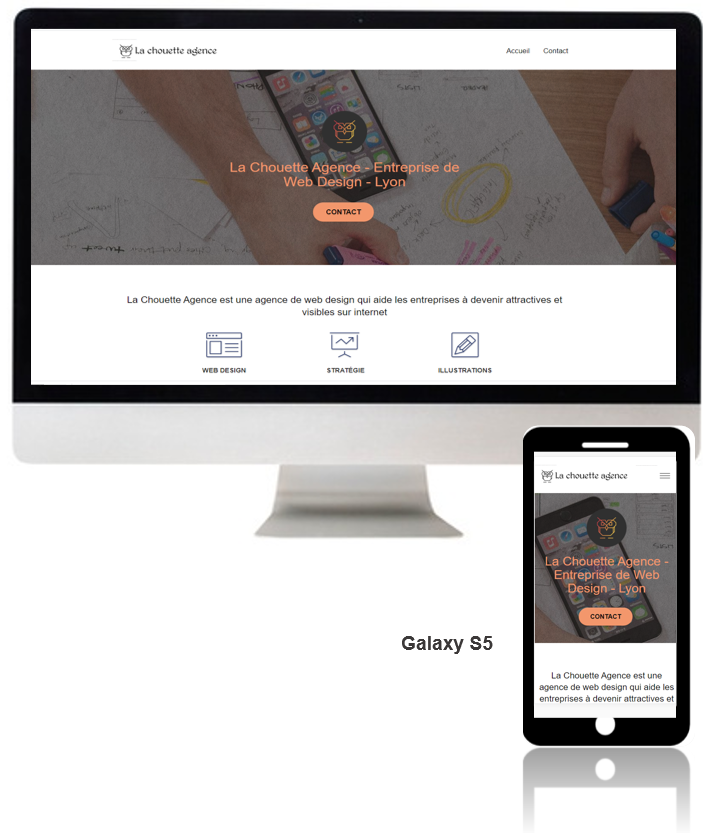 La chouette agence
Accueil Contact
La Chouette Agence - Entreprise de
Web Design - Lyon
CONTACT
La Chouette Agence est une agence de web design qui aide les entreprises à devenir attractives et
visibles sur internet
WEB DESIGN STRATÉGIE ILLUSTRATIONS
La chouette agence
La Chouette Agence -
Entreprise de Web
Design - Lyon
CONTACT
La Chouette Agence est une
agence de web design qui aide les
entreprises à devenir attractives et
Galaxy S5